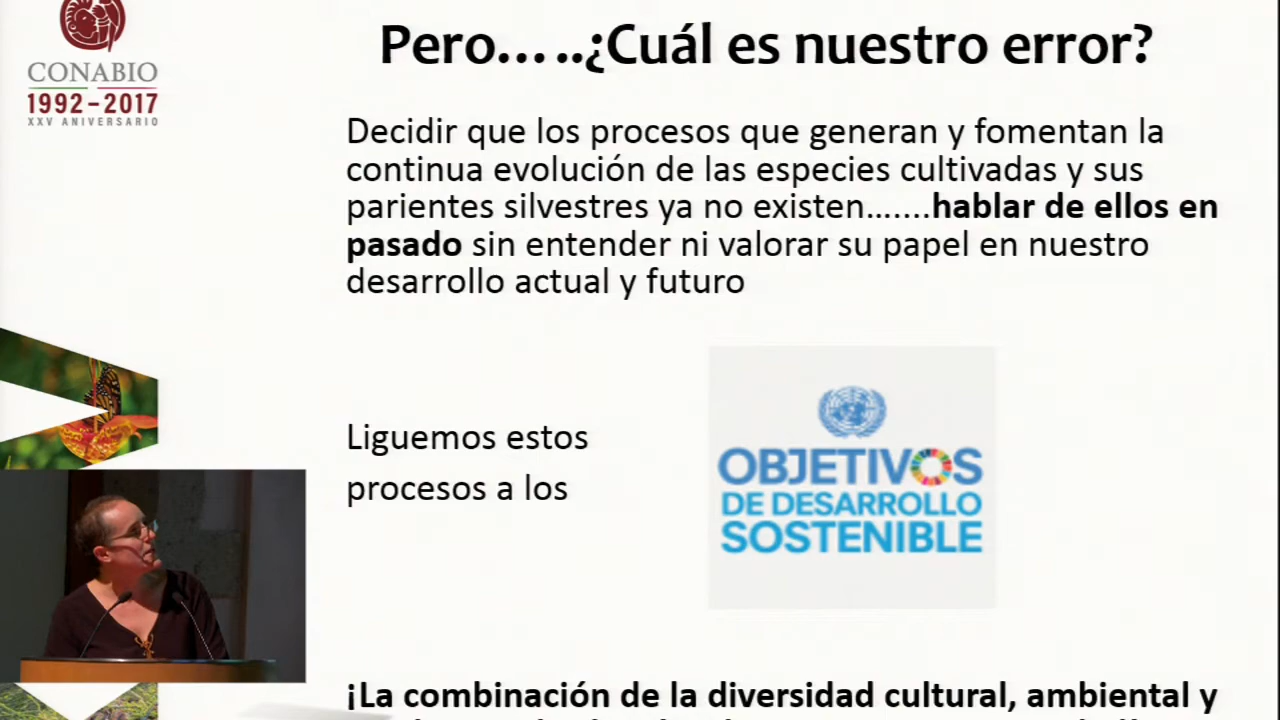 CONABIO
1992-2017
XXV ANIVERSARIO
Pero…..¿Cuál es nuestro error?
Decidir que los procesos que generan y fomentan la
continua evolución de las especies cultivadas y sus
parientes silvestres ya no existen…....hablar de ellos en
pasado sin entender ni valorar su papel en nuestro
desarrollo actual y futuro
Liguemos estos
procesos a los
OBJETIVOS
DE DESARROLLO
SOSTENIBLE
¡La combinación de la diversidad cultural, ambiental y